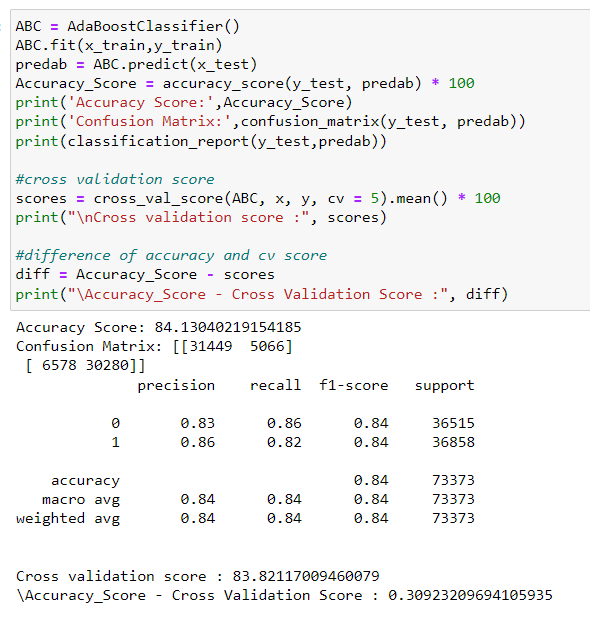 ABC = AdaBoostClassifier()
ABC.fit(x_train,y_train)
predab = ABC.predict(x_test)
Accuracy_Score = accuracy_score(y_test, predab) * 100
print('Accuracy Score:',Accuracy_Score)
print('Confusion Matrix:',confusion_matrix(y_test, predab))
print(classification_report(y_test,predab))

#cross validation score
scores = cross_val_score(ABC, x, y, cv = 5).mean() * 100
print("\nCross validation score :", scores)

#difference of accuracy and cv score
diff = Accuracy_Score - scores
print("\Accuracy_Score - Cross Validation Score :", diff)

Accuracy Score: 84.13040219154185
Confusion Matrix: [[31449  5066]
 [ 6578 30280]]
              precision    recall  f1-score   support

           0       0.83      0.86      0.84     36515
           1       0.86      0.82      0.84     36858

    accuracy                           0.84     73373
   macro avg       0.84      0.84      0.84     73373
weighted avg       0.84      0.84      0.84     73373


Cross validation score : 83.82117009460079
\Accuracy_Score - Cross Validation Score : 0.30923209694105935